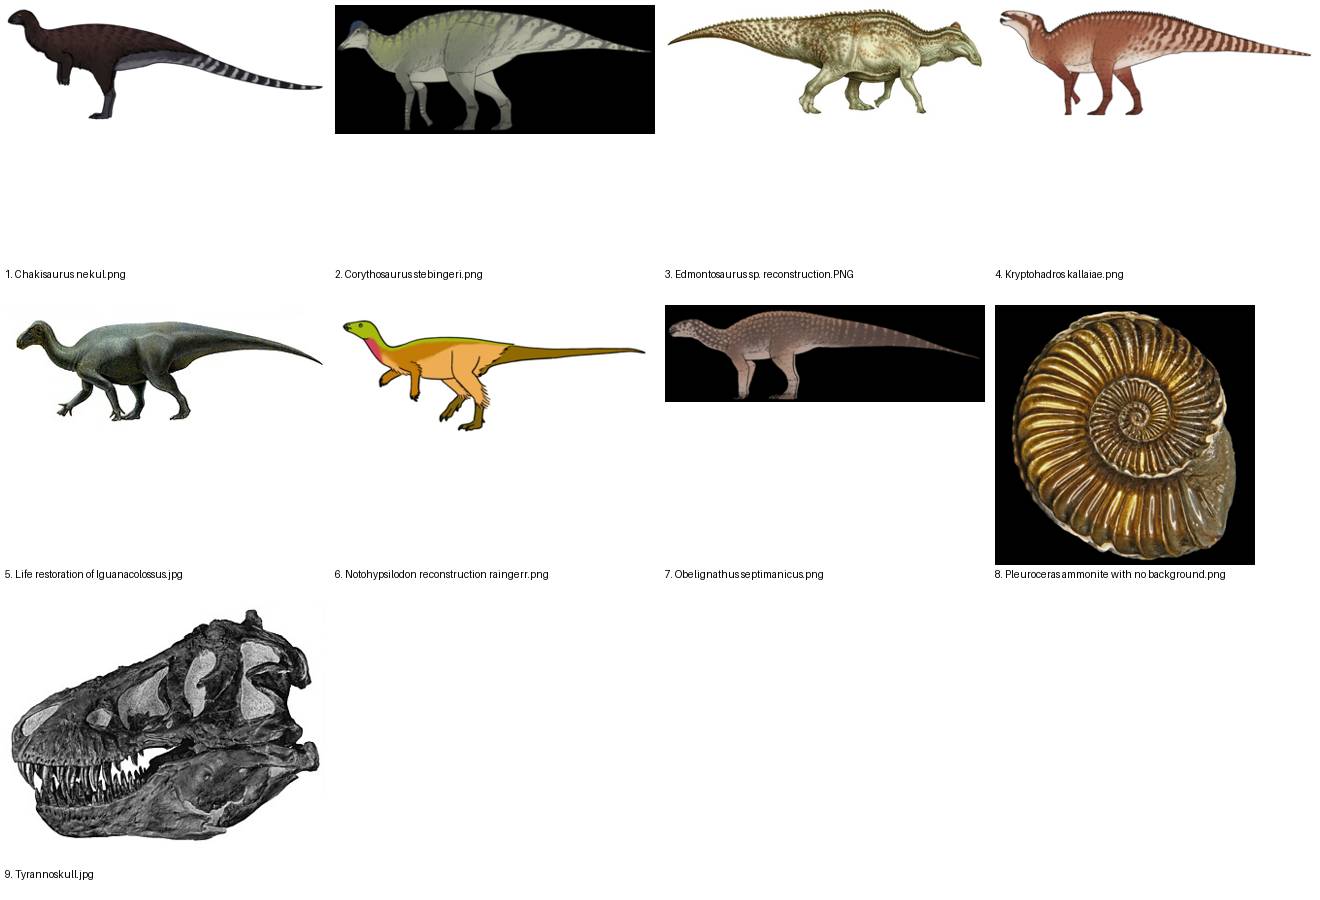 1. Chakisaurus nekul.png
2. Corythosaurus stebingeri.png
3. Edmontosaurus sp. reconstruction.PNG
4. Kryptohadros kallaiae.png
5. Life restoration of Iguanacolossus.jpg
6. Notohypsilodon reconstruction raingerr.png
7. Obelignathus septimanicus.png
8. Pleuroceras ammonite with no background.png
9. Tyrannoskull.jpg